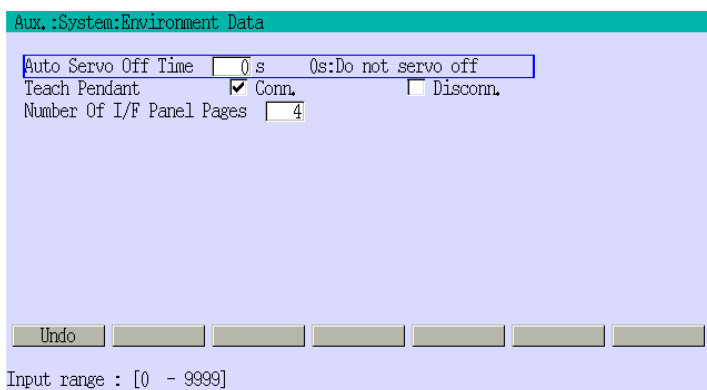 Aux.:System:Environment Data
Auto Servo Off Time 0 s 0s:Do not servo off
Teach Pendant Conn. Disconn.
Number Of I/F Panel Pages 4
Undo
Input range : [0 - 9999]